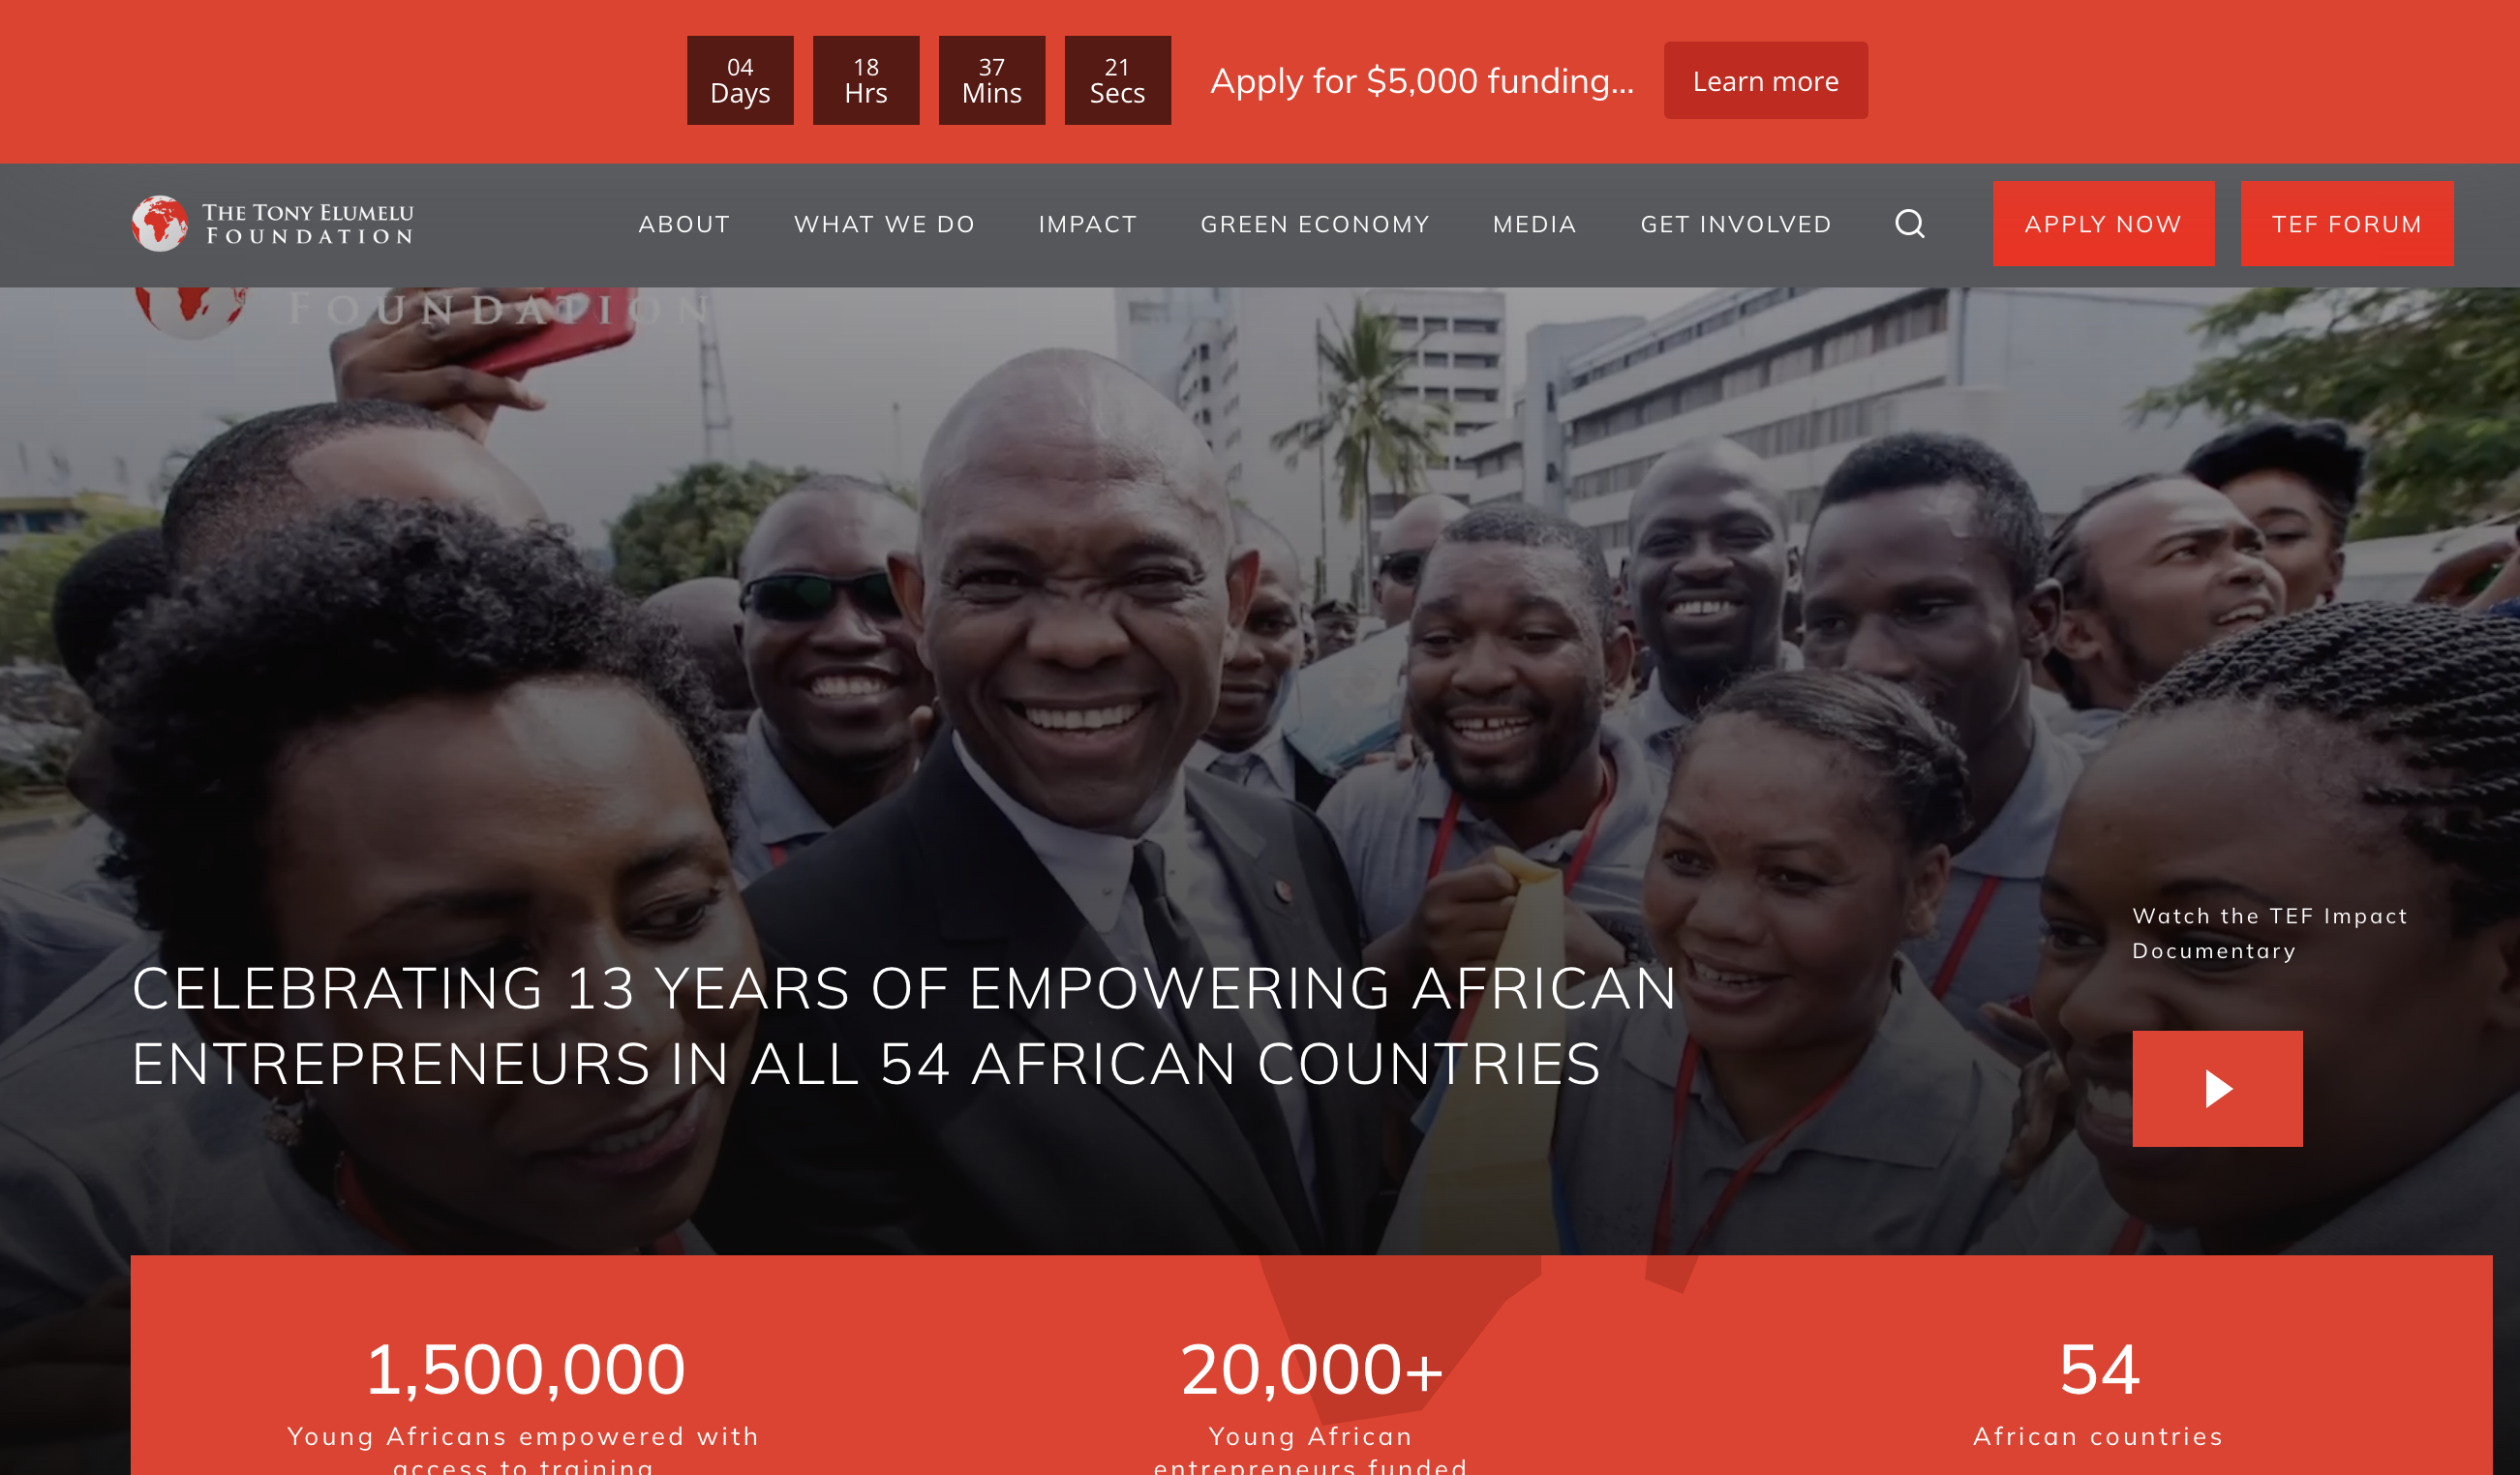 04
Days
18
Hrs
37
Mins
21
Secs
Apply for $5,000 funding...
Learn more
THE TONY ELUMELU
FOUNDATION
ABOUT
WHAT WE DO
IMPACT
GREEN ECONOMY
MEDIA
GET INVOLVED
APPLY NOW
TEF FORUM
FOUNDATION
Watch the TEF Impact
Documentary
CELEBRATING 13 YEARS OF EMPOWERING AFRICAN
ENTREPRENEURS IN ALL 54 AFRICAN COUNTRIES
1,500,000
Young Africans empowered with
access to training
20,000+
Young African
entrepreneurs funded
54
African countries